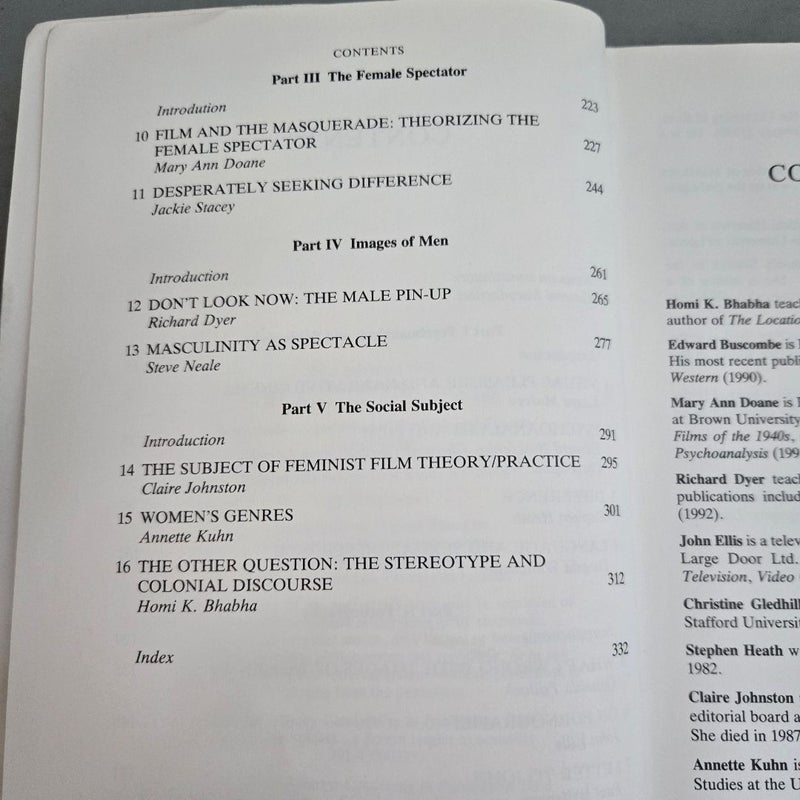 CONTENTS
Part III The Female Spectator
Introdution 223
10 FILM AND THE MASQUERADE: THEORIZING THE
FEMALE SPECTATOR 227
Mary Ann Doane
11 DESPERATELY SEEKING DIFFERENCE 244
Jackie Stacey
Part IV Images of Men
Introduction 261
12 DON'T LOOK NOW: THE MALE PIN-UP 265
Richard Dyer
13 MASCULINITY AS SPECTACLE 277
Steve Neale
Part V The Social Subject
Introduction 291
14 THE SUBJECT OF FEMINIST FILM THEORY/PRACTICE 295
Claire Johnston
15 WOMEN'S GENRES 301
Annette Kuhn
16 THE OTHER QUESTION: THE STEREOTYPE AND
COLONIAL DISCOURSE 312
Homi K. Bhabha
Index 332
CO
Homi K. Bhabha teac
author of The Locatio
Edward Buscombe is
His most recent publi
Western (1990).
Mary Ann Doane is
at Brown University
Films of the 1940s,
Psychoanalysis (199
Richard Dyer teac
publications includ
(1992).
John Ellis is a telev
Large Door Ltd.
Television, Video
Christine Gledhill
Stafford Universit
Stephen Heath w
1982.
Claire Johnston
editorial board a
She died in 1987
Annette Kuhn is
Studies at the U